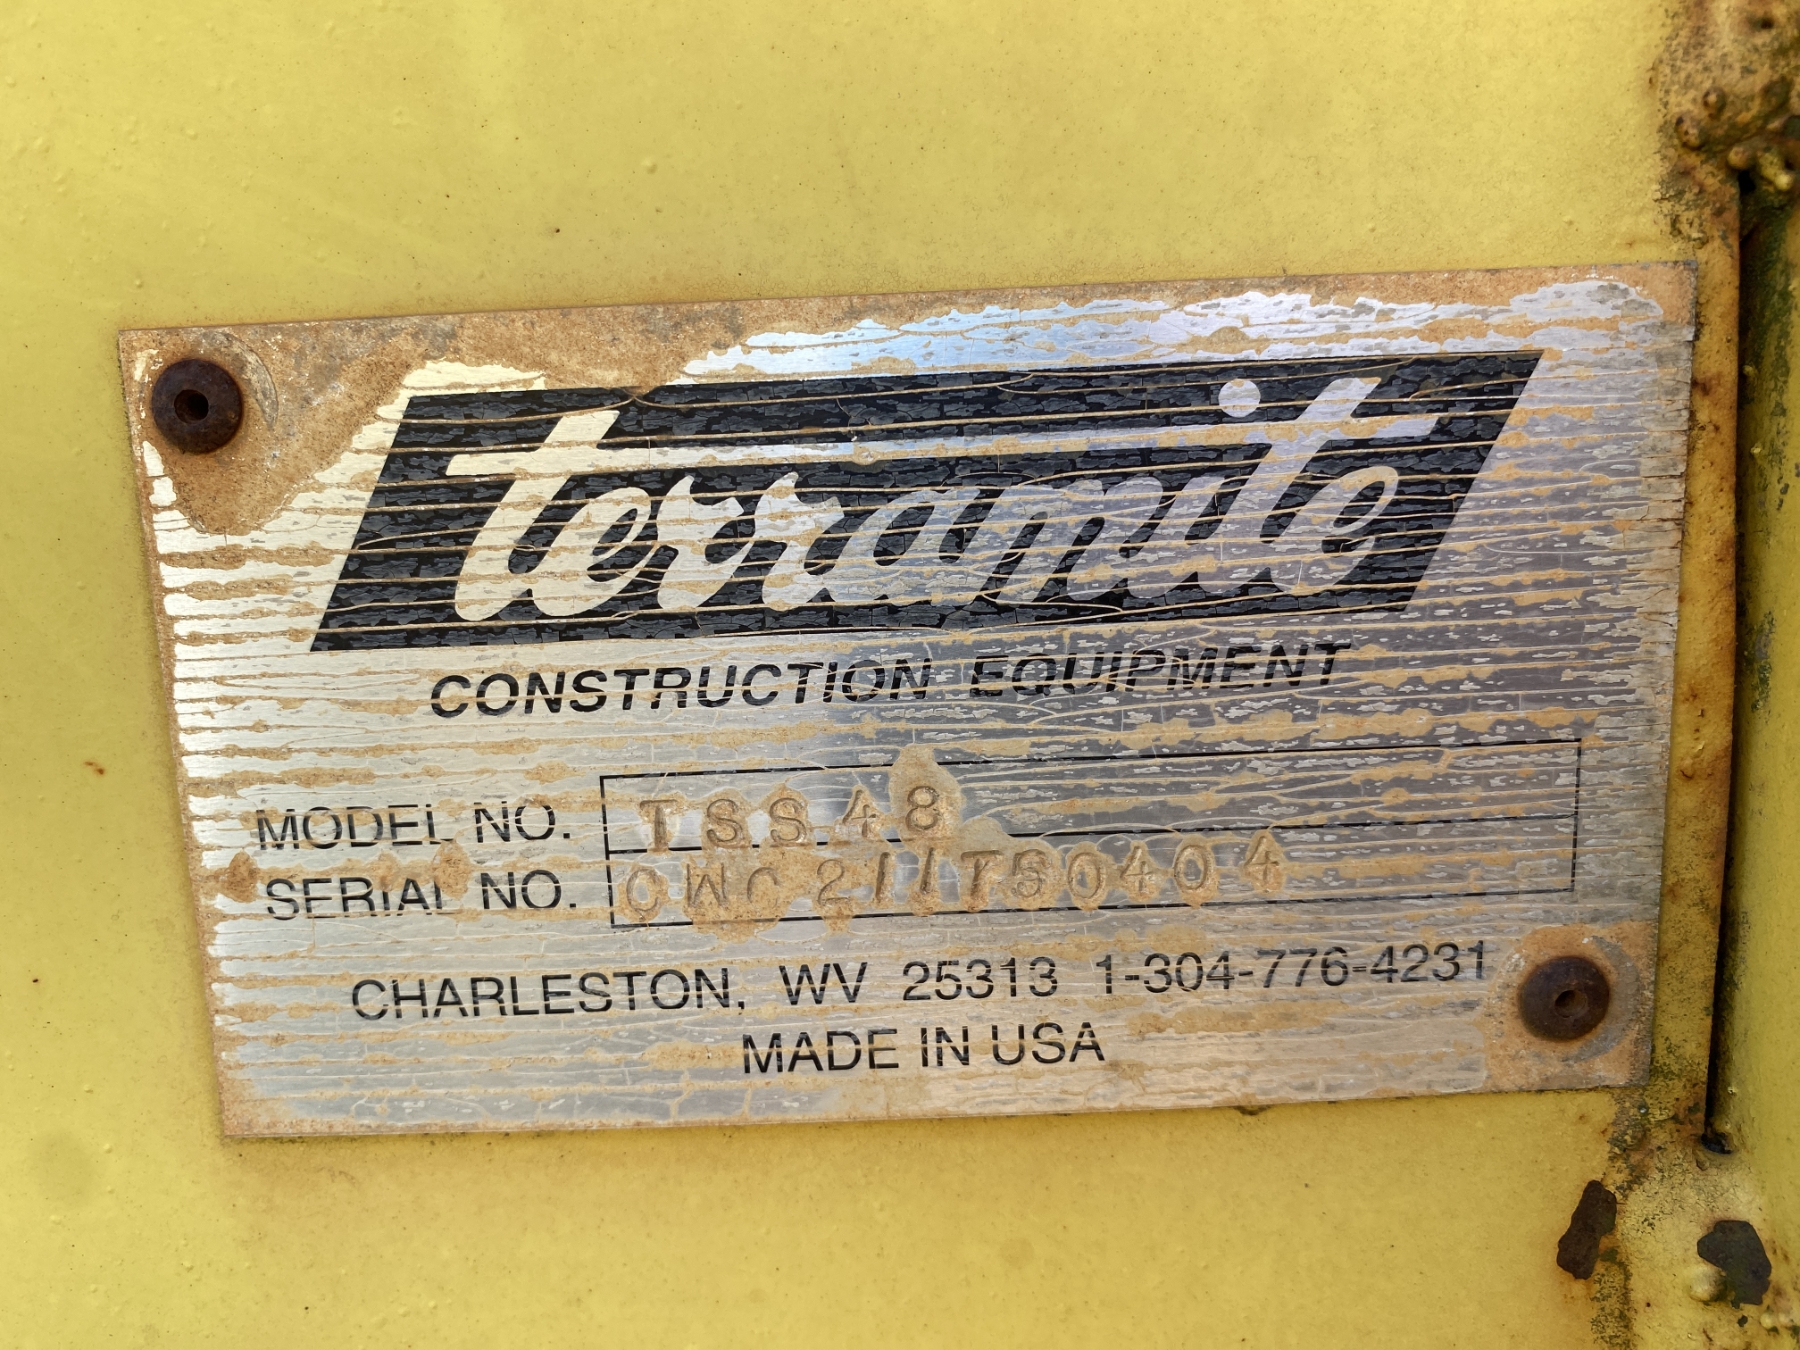 terramite
CONSTRUCTION EQUIPMENT
MODEL NO. TSS48
SERIAL NO.
CHARLESTON, WV 25313 1-304-776-4231
MADE IN USA